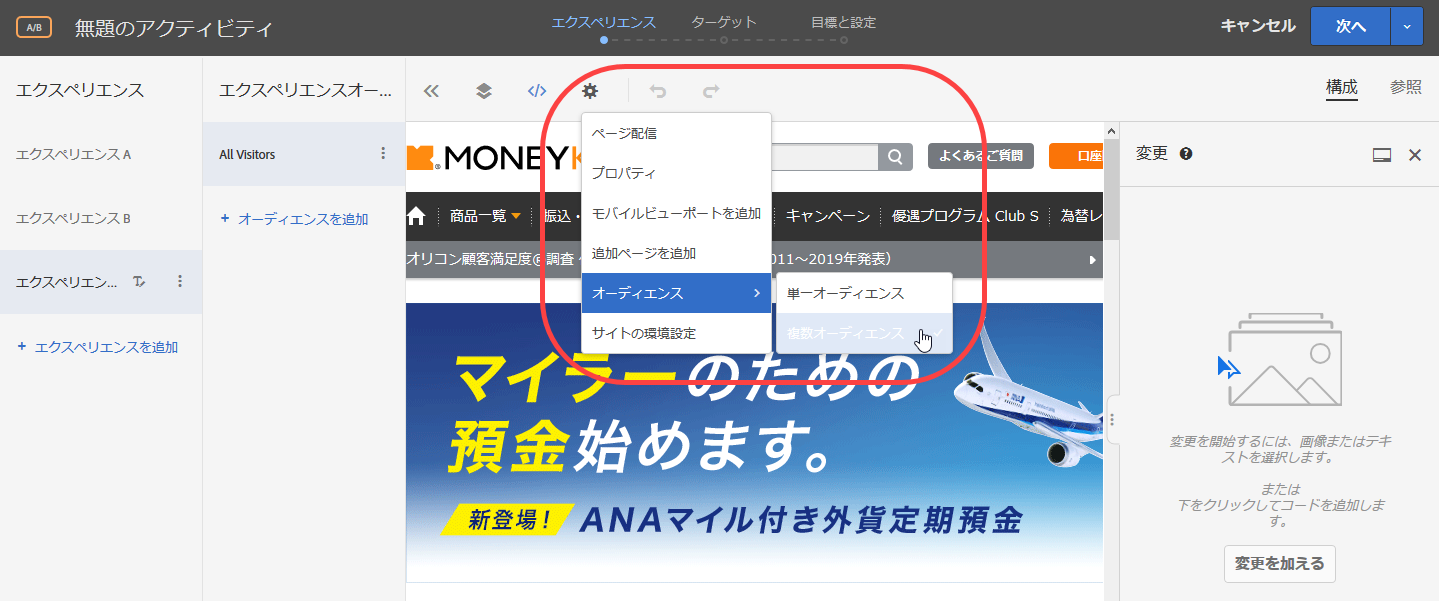 A/B
無題のアクティビティ
エクスペリエンス
ターゲット
目標と設定
キャンセル
次へ
エクスペリエンス
エクスペリエンス A
エクスペリエンス B
エクスペリエン...
+ エクスペリエンスを追加
エクスペリエンスオー...
All Visitors
+ オーディエンスを追加
構成
参照
ページ配信
プロパティ
モバイルビューポートを追加
追加ページを追加
オーディエンス
サイトの環境設定
単一オーディエンス
複数オーディエンス
MONEYK
よくあるご質問
口座
商品一覧
振込・
キャンペーン
優遇プログラム Club S
為替レ
オリコン顧客満足度®調査
011～2019年発表）
マイラーのための
預金始めます。
新登場！
ANAマイル付き外貨定期預金
変更
変更を開始するには、画像またはテキ
ストを選択します。
または
下をクリックしてコードを追加しま
す。
変更を加える